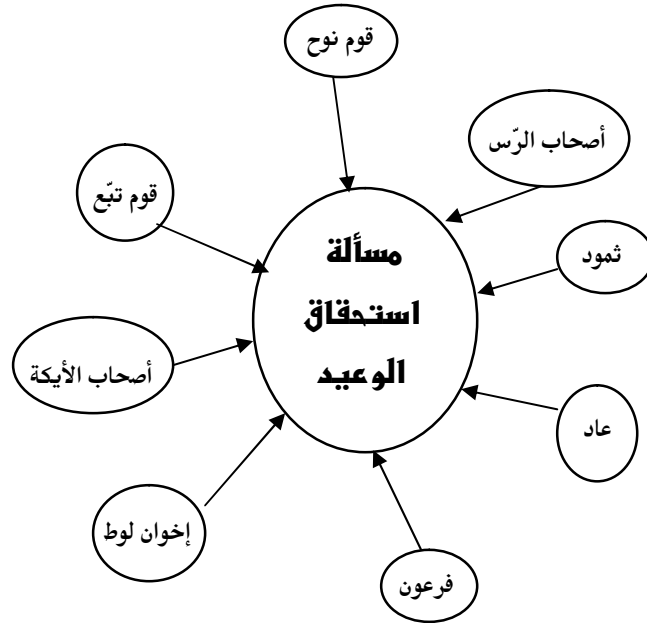 قوم نوح
أصحاب الرّس
ثمود
عاد
فرعون
إخوان لوط
أصحاب الأيكة
قوم تبّع
مسألة
استحقاق
الوعيد